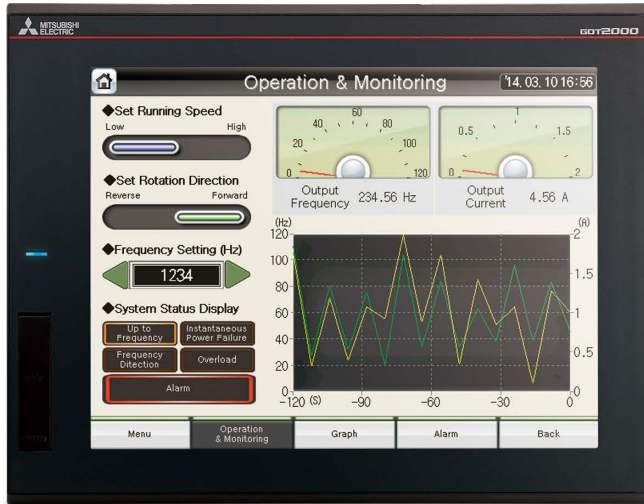 MITSUBISHI
ELECTRIC
GOT2000
Operation & Monitoring
'14.03.10 16:56
◆Set Running Speed
Low High
◆Set Rotation Direction
Reverse Forward
◆Frequency Setting (Hz)
1234
◆System Status Display
Up to
Frequency
Instantaneous
Power Failure
Frequency
Ditection
Overload
Alarm
0 20 40 60 80 100 120
Output
Frequency
234.56 Hz
0 0.5 1 1.5 2
Output
Current
4.56 A
(Hz)
120
100
80
60
40
20
0
(A)
2
1.5
1
0.5
0
-120 (S) -90 -60 -30 0
Menu
Operation
& Monitoring
Graph
Alarm
Back